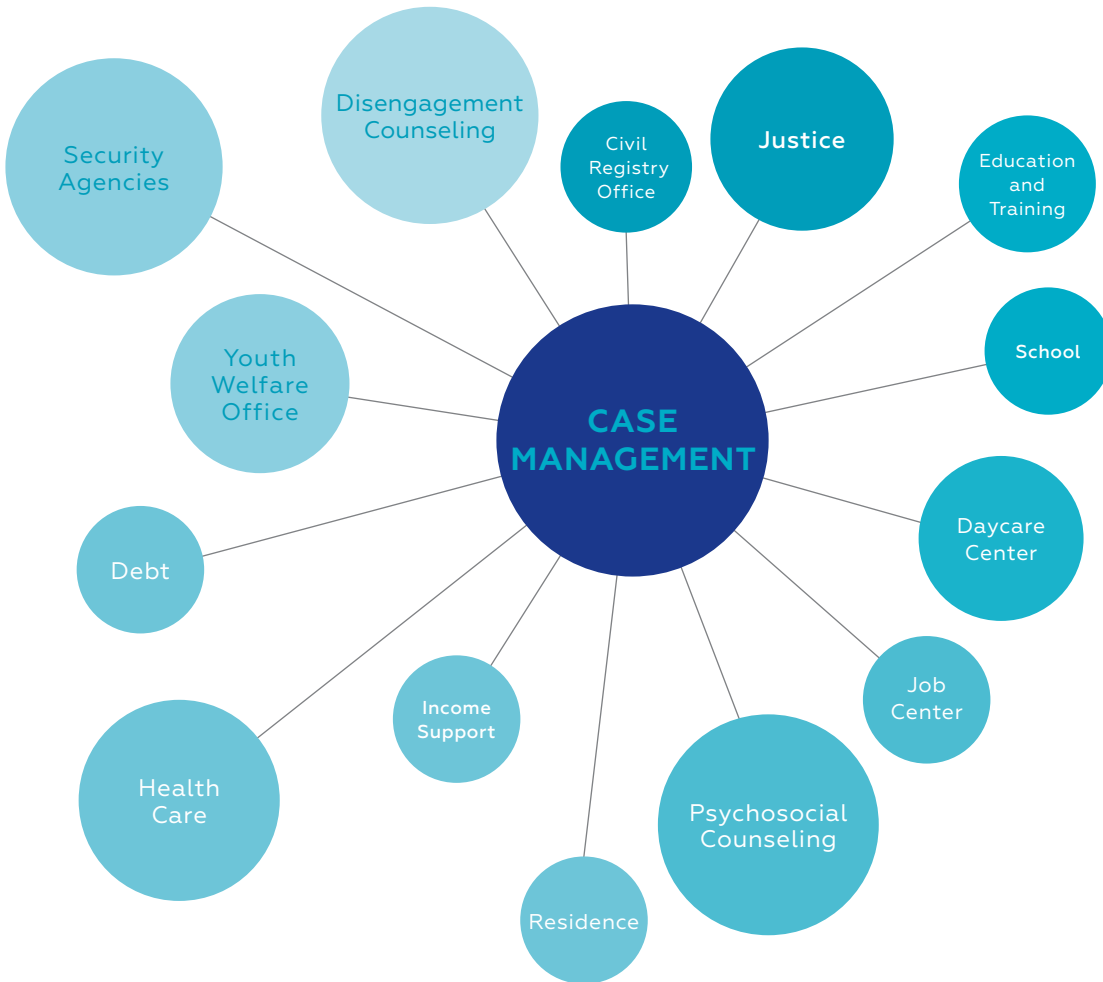 Disengagement
Counseling
Security
Agencies
Civil
Registry
Office
Justice
Education
and
Training
School
Youth
Welfare
Office
CASE
MANAGEMENT
Daycare
Center
Debt
Job
Center
Income
Support
Health
Care
Psychosocial
Counseling
Residence